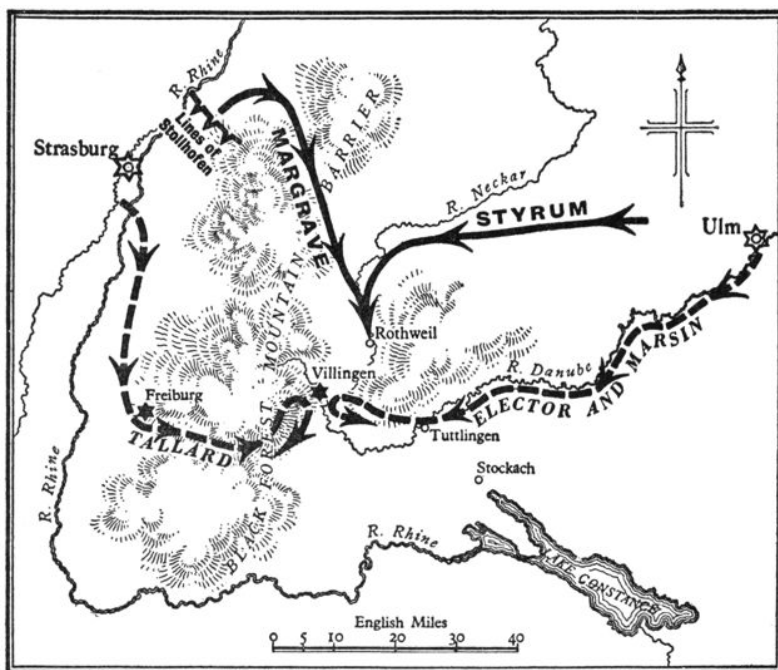 R. Rhine
Lines of
Stollhofen
Strasburg
MARGRAVE
BARRIER
R. Neckar
STYRUM
Ulm
Rothweil
R. Danube
ELECTOR AND MARSIN
Villingen
Freiburg
TALLARD
Tuttlingen
BLACK FOREST MOUNTAIN
Stockach
R. Rhine
R. Rhine
LAKE CONSTANCE
English Miles
0 5 10 20 30 40